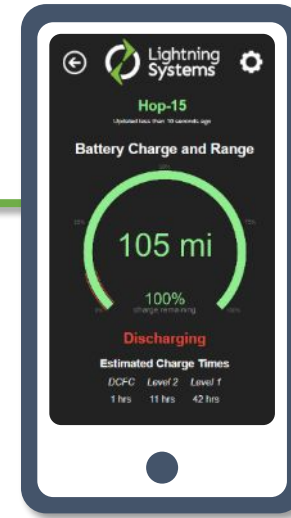 Lightning
Systems
Hop-15
Updated less than 10 seconds ago
Battery Charge and Range
105 mi
100%
charge remaining
Discharging
Estimated Charge Times
DCFC Level 2 Level 1
1 hrs 11 hrs 42 hrs